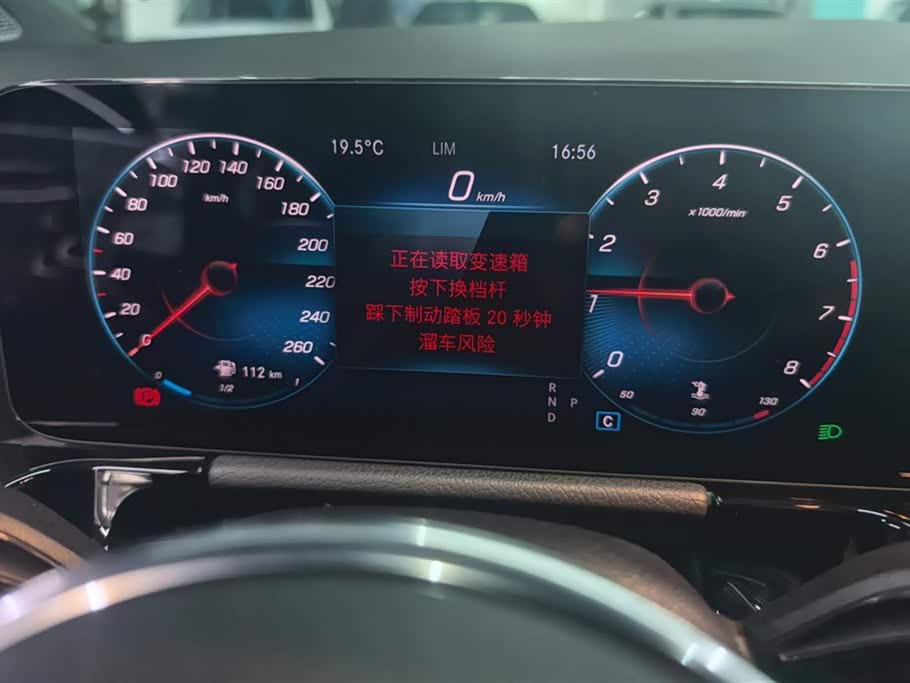 19.5°C LIM 16:56
0 km/h
km/h
0 20 40 60 80 100 120 140 160 180 200 220 240 260
x1000/min
0 1 2 3 4 5 6 7 8
正在读取变速箱
按下换档杆
踩下制动踏板 20 秒钟
溜车风险
112 km
0 1/2 1
P
R
N P
D
C
50 90 130